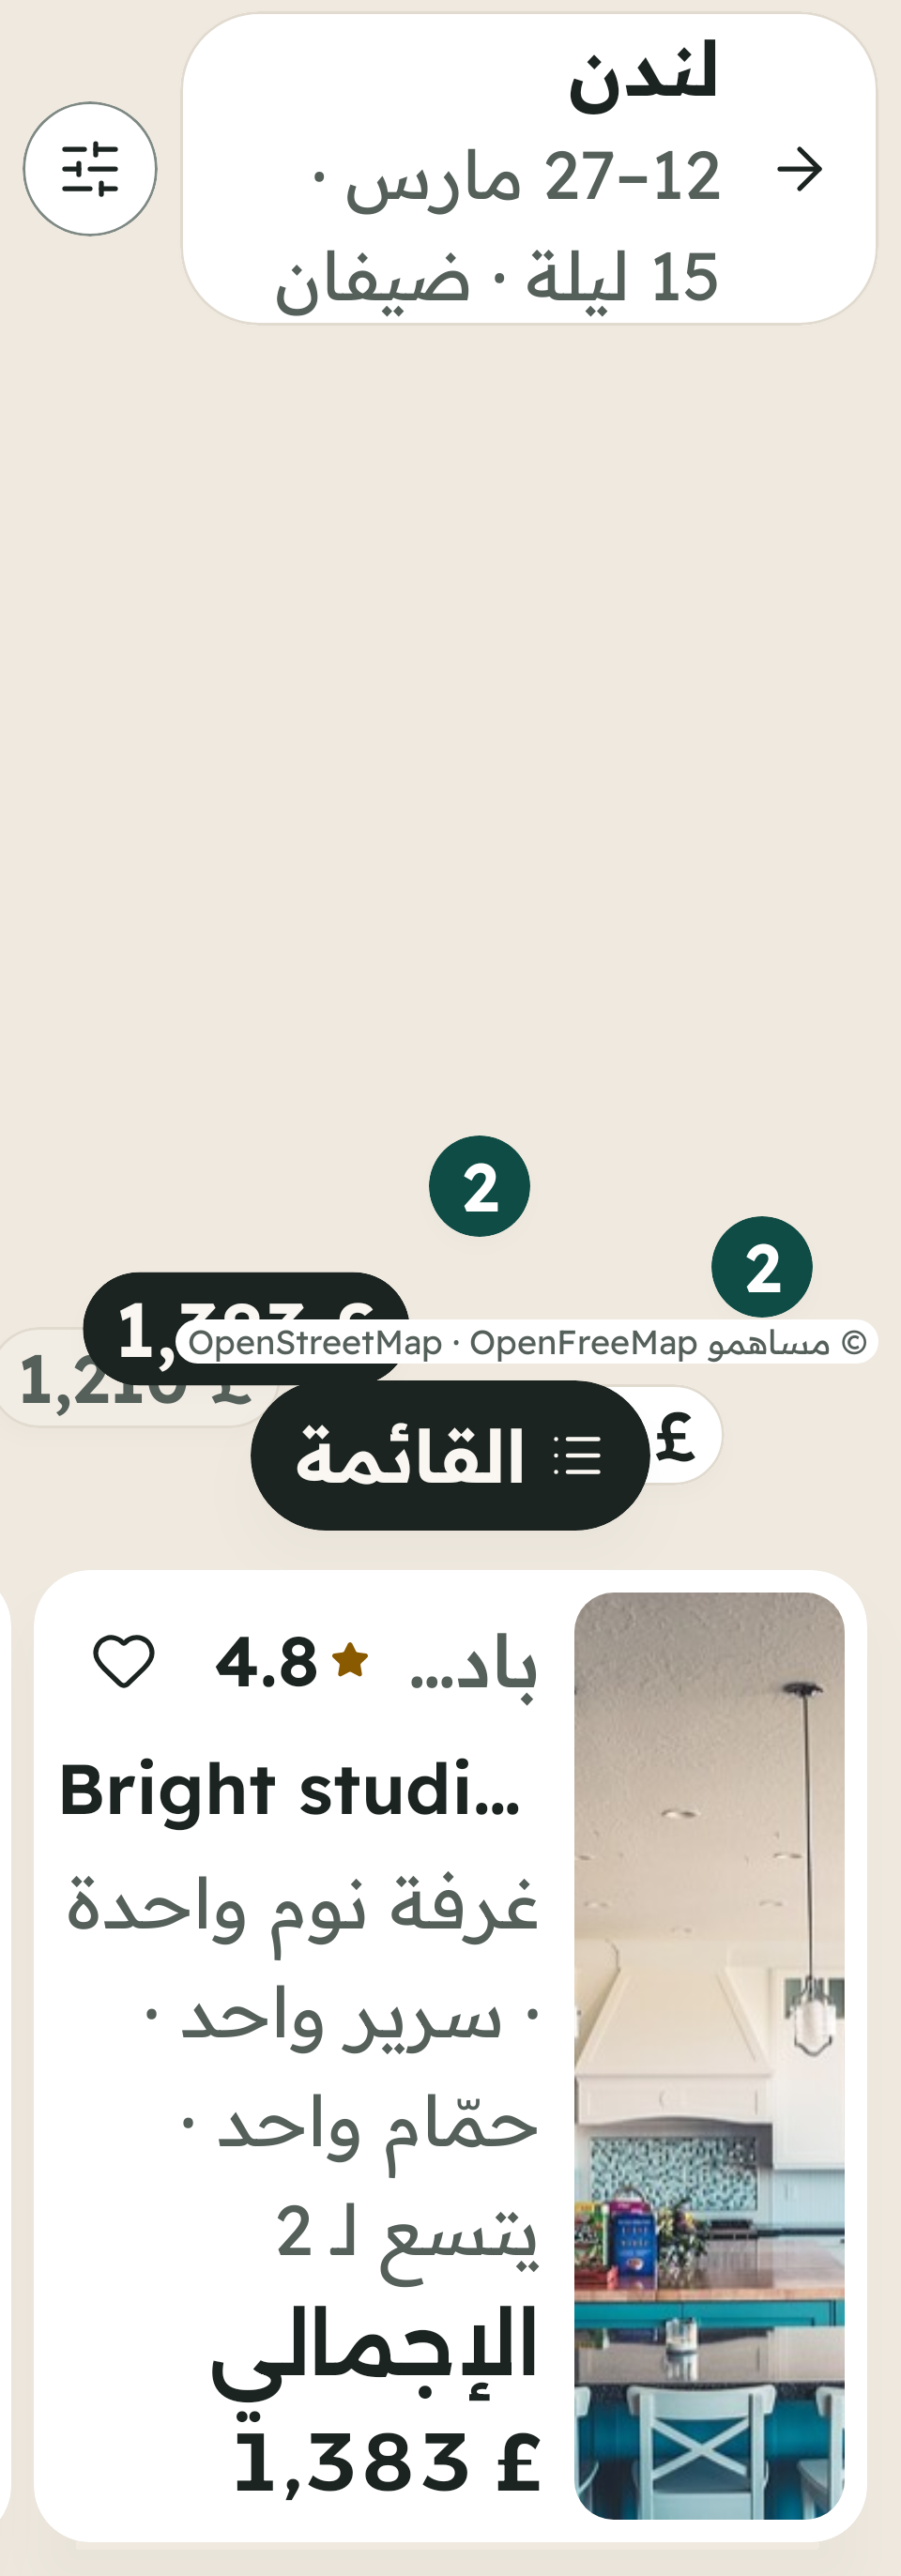 لندن
12–27 مارس ·
15 ليلة · ضيفان
2
2
© مساهمو OpenStreetMap · OpenFreeMap
£
القائمة
باد... 4.8
Bright studi...
غرفة نوم واحدة
· سرير واحد ·
حمّام واحد ·
يتسع لـ 2
الإجمالي
1,383 £